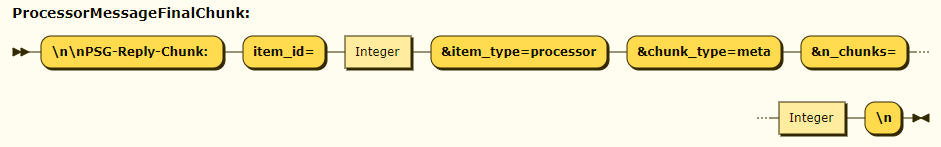 ProcessorMessageFinalChunk:
\n\nPSG-Reply-Chunk: item_id= Integer &item_type=processor &chunk_type=meta &n_chunks=
Integer \n